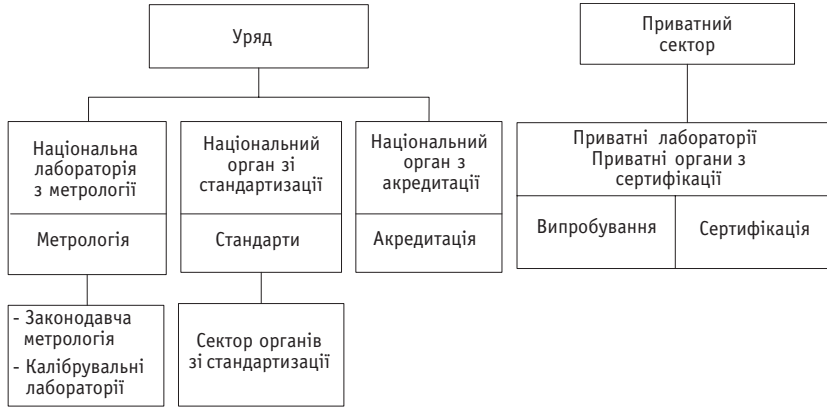 Уряд
Приватний
сектор
Національна
лабораторія
з метрології
Метрологія
Національний
орган зі
стандартизації
Стандарти
Національний
орган з
акредитації
Акредитація
Приватні лабораторії
Приватні органи з
сертифікації
Випробування
Сертифікація
- Законодавча
метрологія
- Калібрувальні
лабораторії
Сектор органів
зі стандартизації